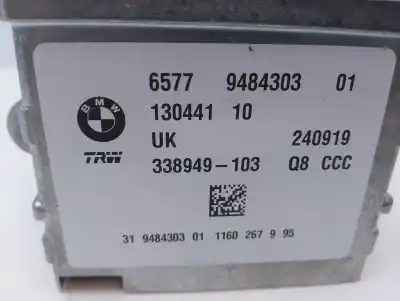 6577 9484303 01
BMW
130441 10
UK 240919
TRW 338949-103 Q8 CCC
31 9484303 01 1160 267 9 95